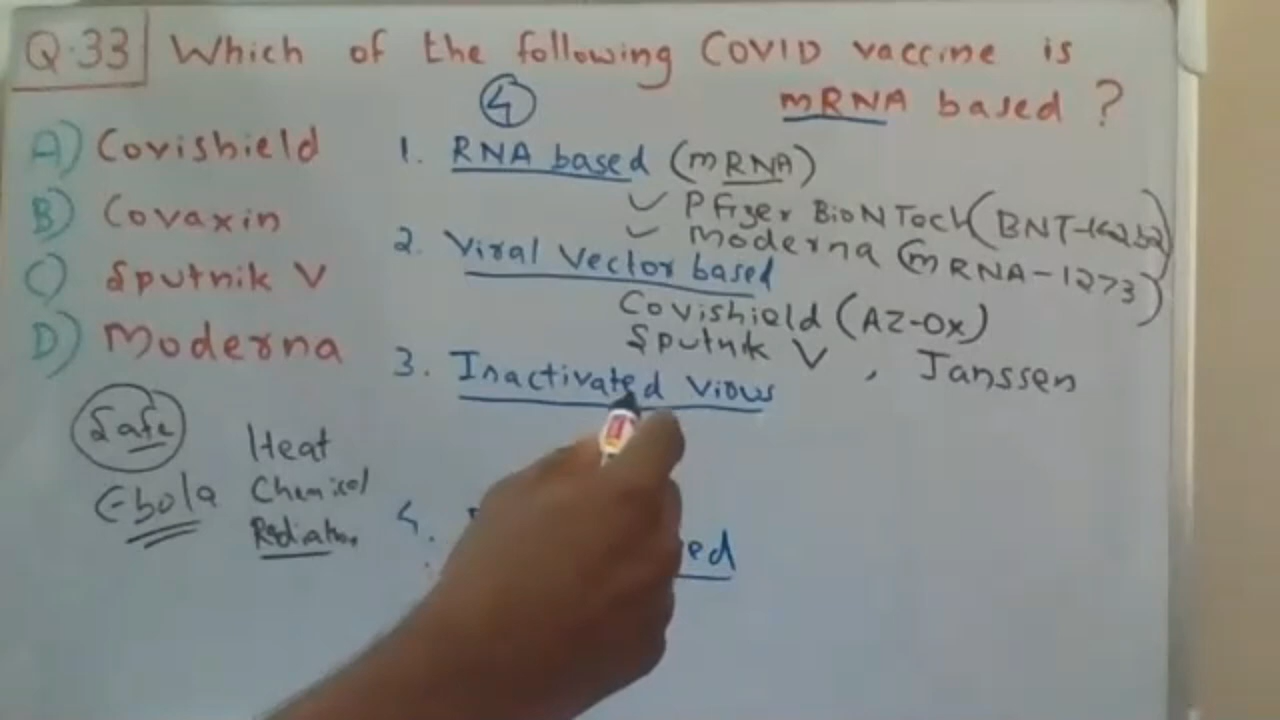 Q.33 Which of the following COVID vaccine is
mRNA based ?
4
A) Covishield
B) Covaxin
C) Sputnik V
D) Moderna
1. RNA based (mRNA)
✓ Pfizer BioNTech (BNT-162b2)
✓ Moderna (mRNA-1273)
2. Viral Vector based
Covishield (AZ-Ox)
Sputnik V , Janssen
3. Inactivated Virus
4.
ed
Safe
Ebola
Heat
Chemical
Radiation